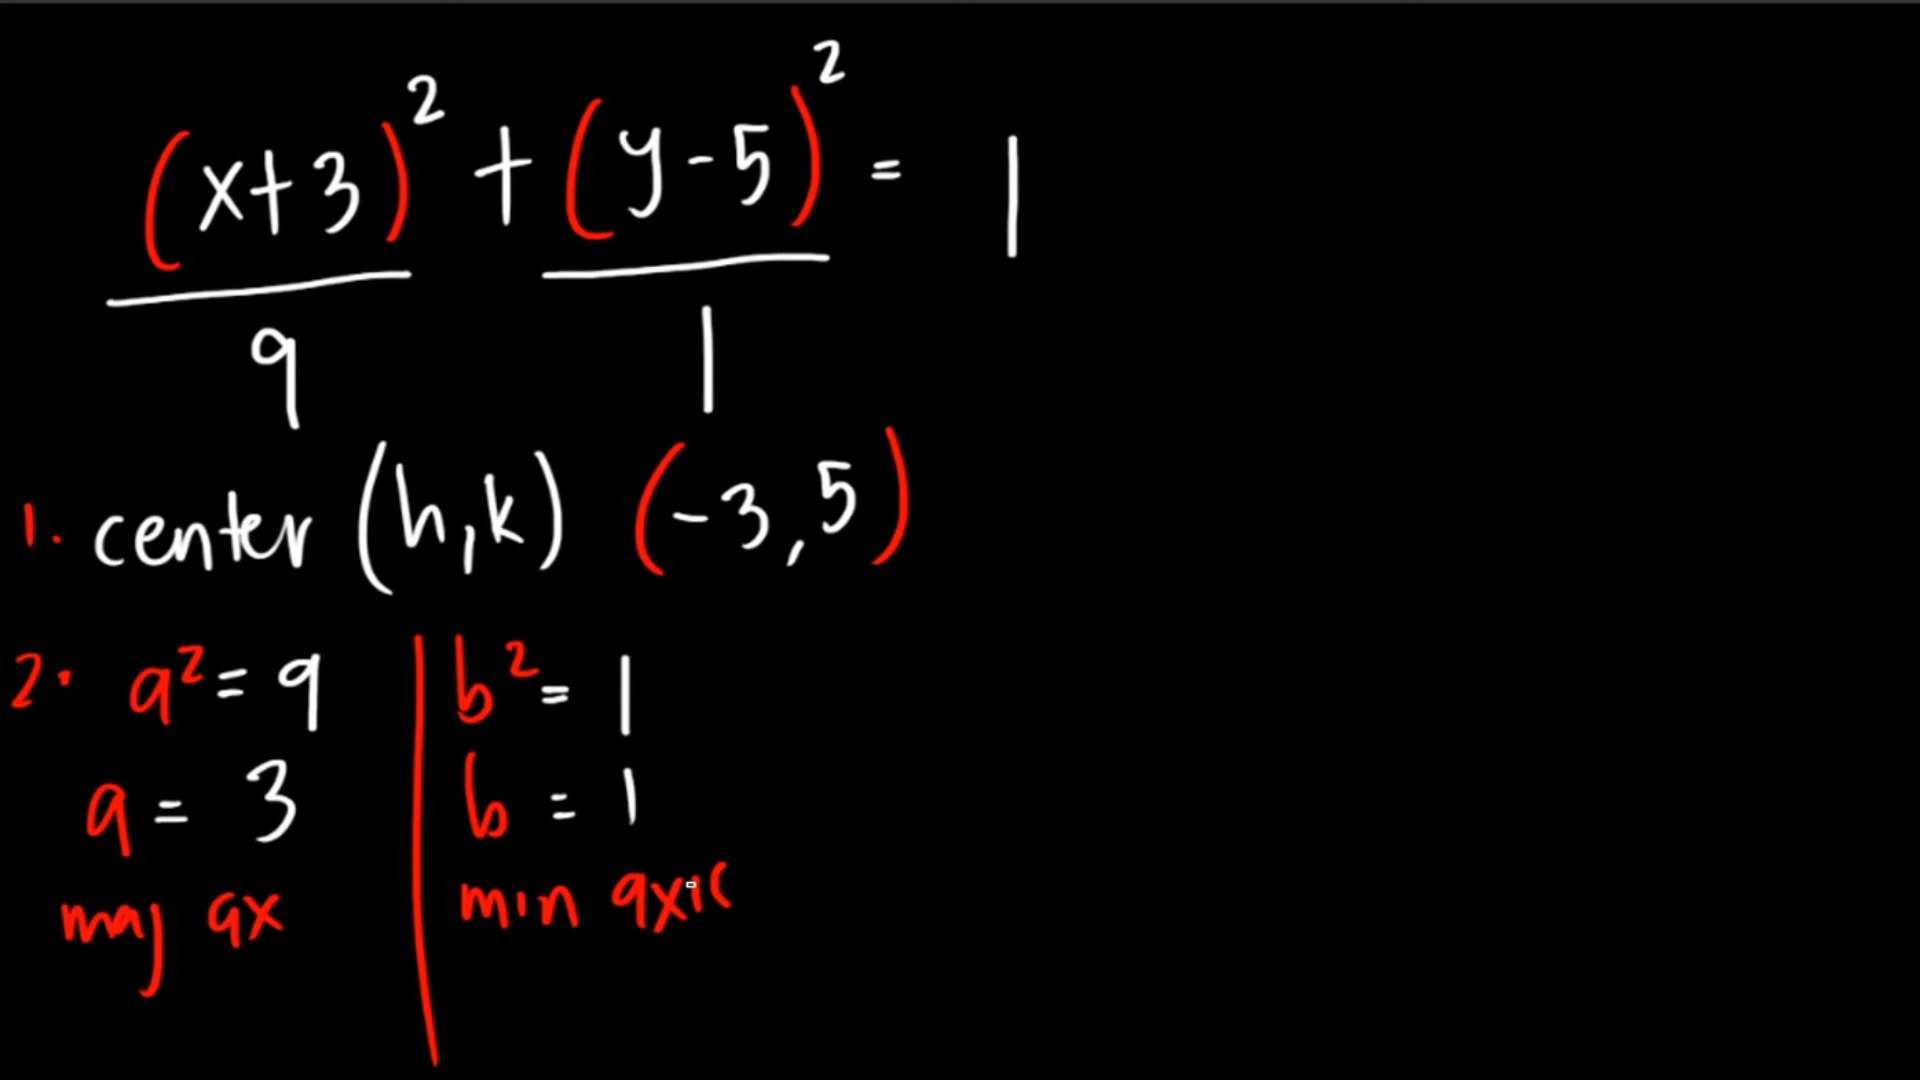 (x+3)² + (y-5)² = 1
9 1
1. center (h,k) (-3,5)
2. a² = 9 b² = 1
a = 3 b = 1
maj ax min axis